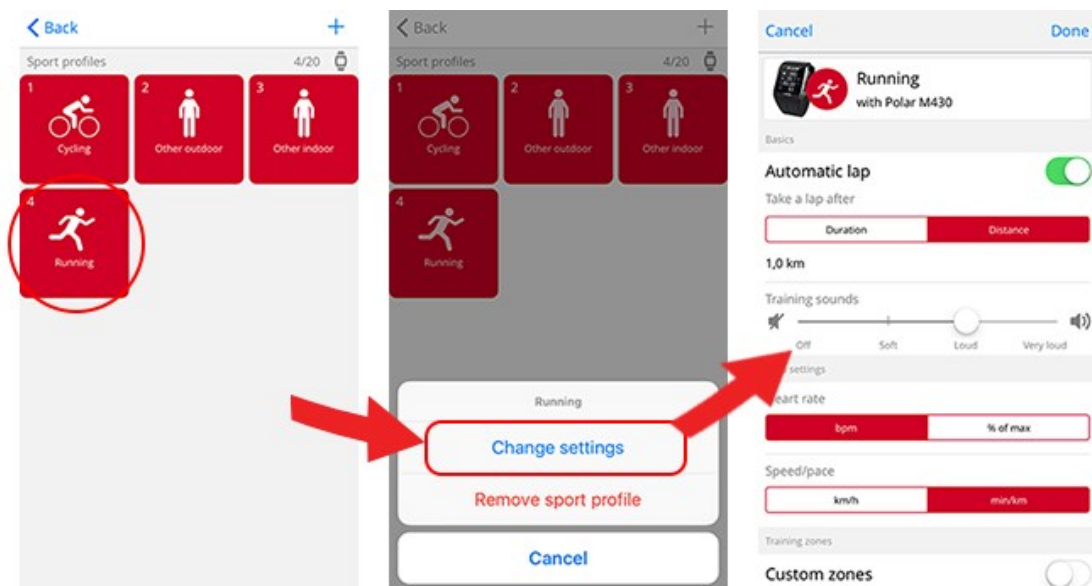 Back +
Sport profiles 4/20
1 2 3
Cycling Other outdoor Other indoor
4
Running
Back +
Sport profiles 4/20
1 2 3
Cycling Other outdoor Other indoor
4
Running
Running
Change settings
Remove sport profile
Cancel
Cancel Done
Running
with Polar M430
Basics
Automatic lap
Take a lap after
Duration Distance
1,0 km
Training sounds
Off Soft Loud Very loud
settings
eart rate
bpm % of max
Speed/pace
km/h min/km
Training zones
Custom zones